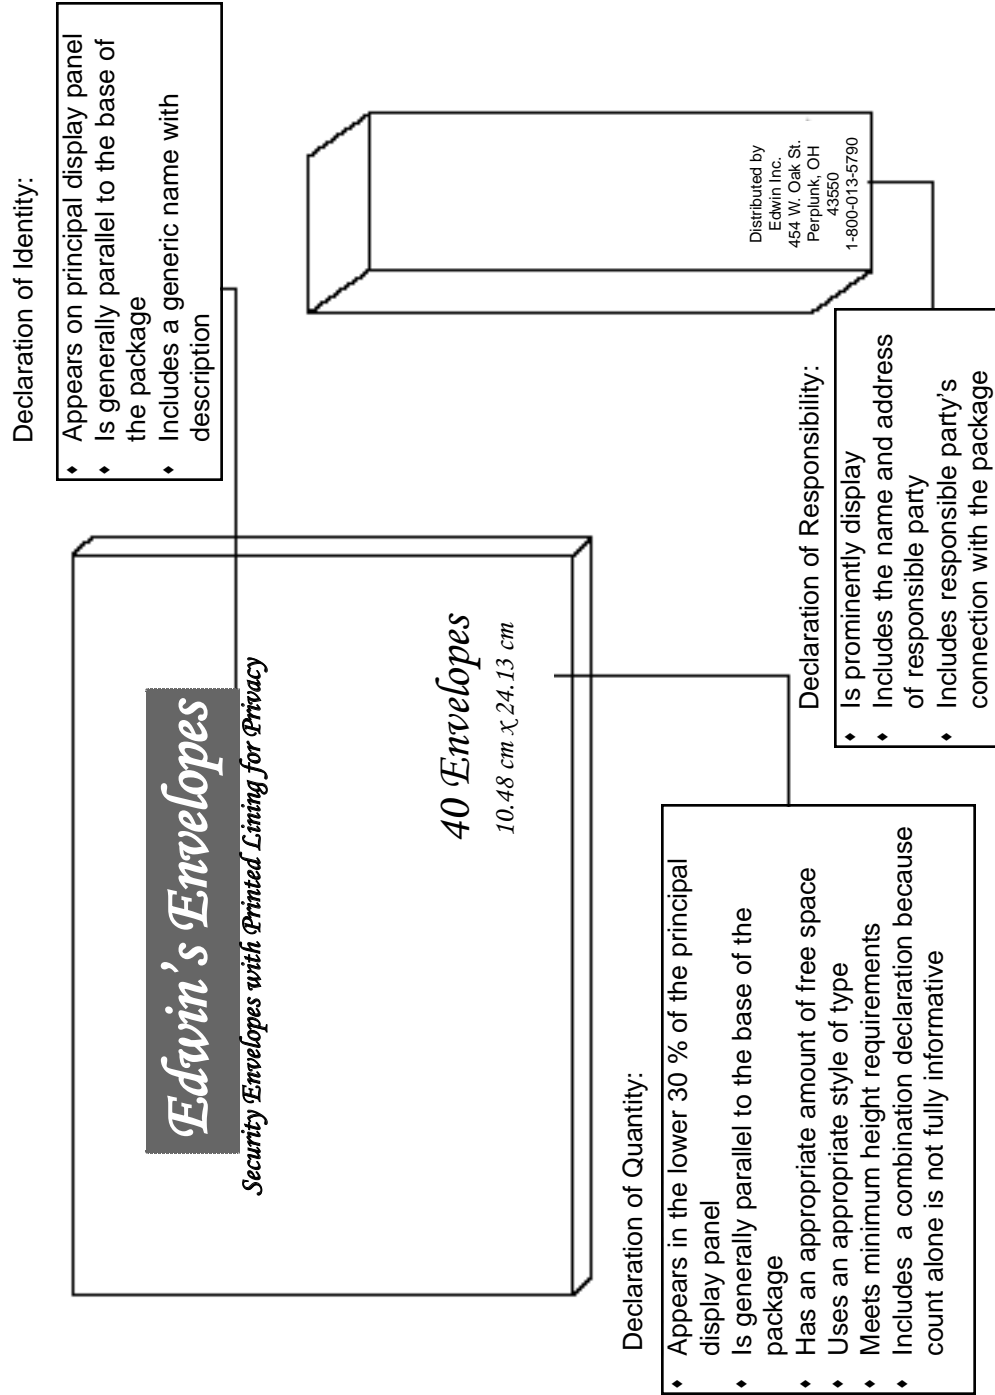 Declaration of Identity:
♦ Appears on principal display panel
♦ Is generally parallel to the base of
the package
♦ Includes a generic name with
description
Edwin's Envelopes
Security Envelopes with Printed Lining for Privacy
40 Envelopes
10.48 cm x 24.13 cm
Distributed by
Edwin Inc.
454 W. Oak St.
Perplunk, OH
43550
1-800-013-5790
Declaration of Quantity:
♦ Appears in the lower 30 % of the principal
display panel
♦ Is generally parallel to the base of the
package
♦ Has an appropriate amount of free space
♦ Uses an appropriate style of type
♦ Meets minimum height requirements
♦ Includes a combination declaration because
count alone is not fully informative
Declaration of Responsibility:
♦ Is prominently display
♦ Includes the name and address
of responsible party
♦ Includes responsible party's
connection with the package